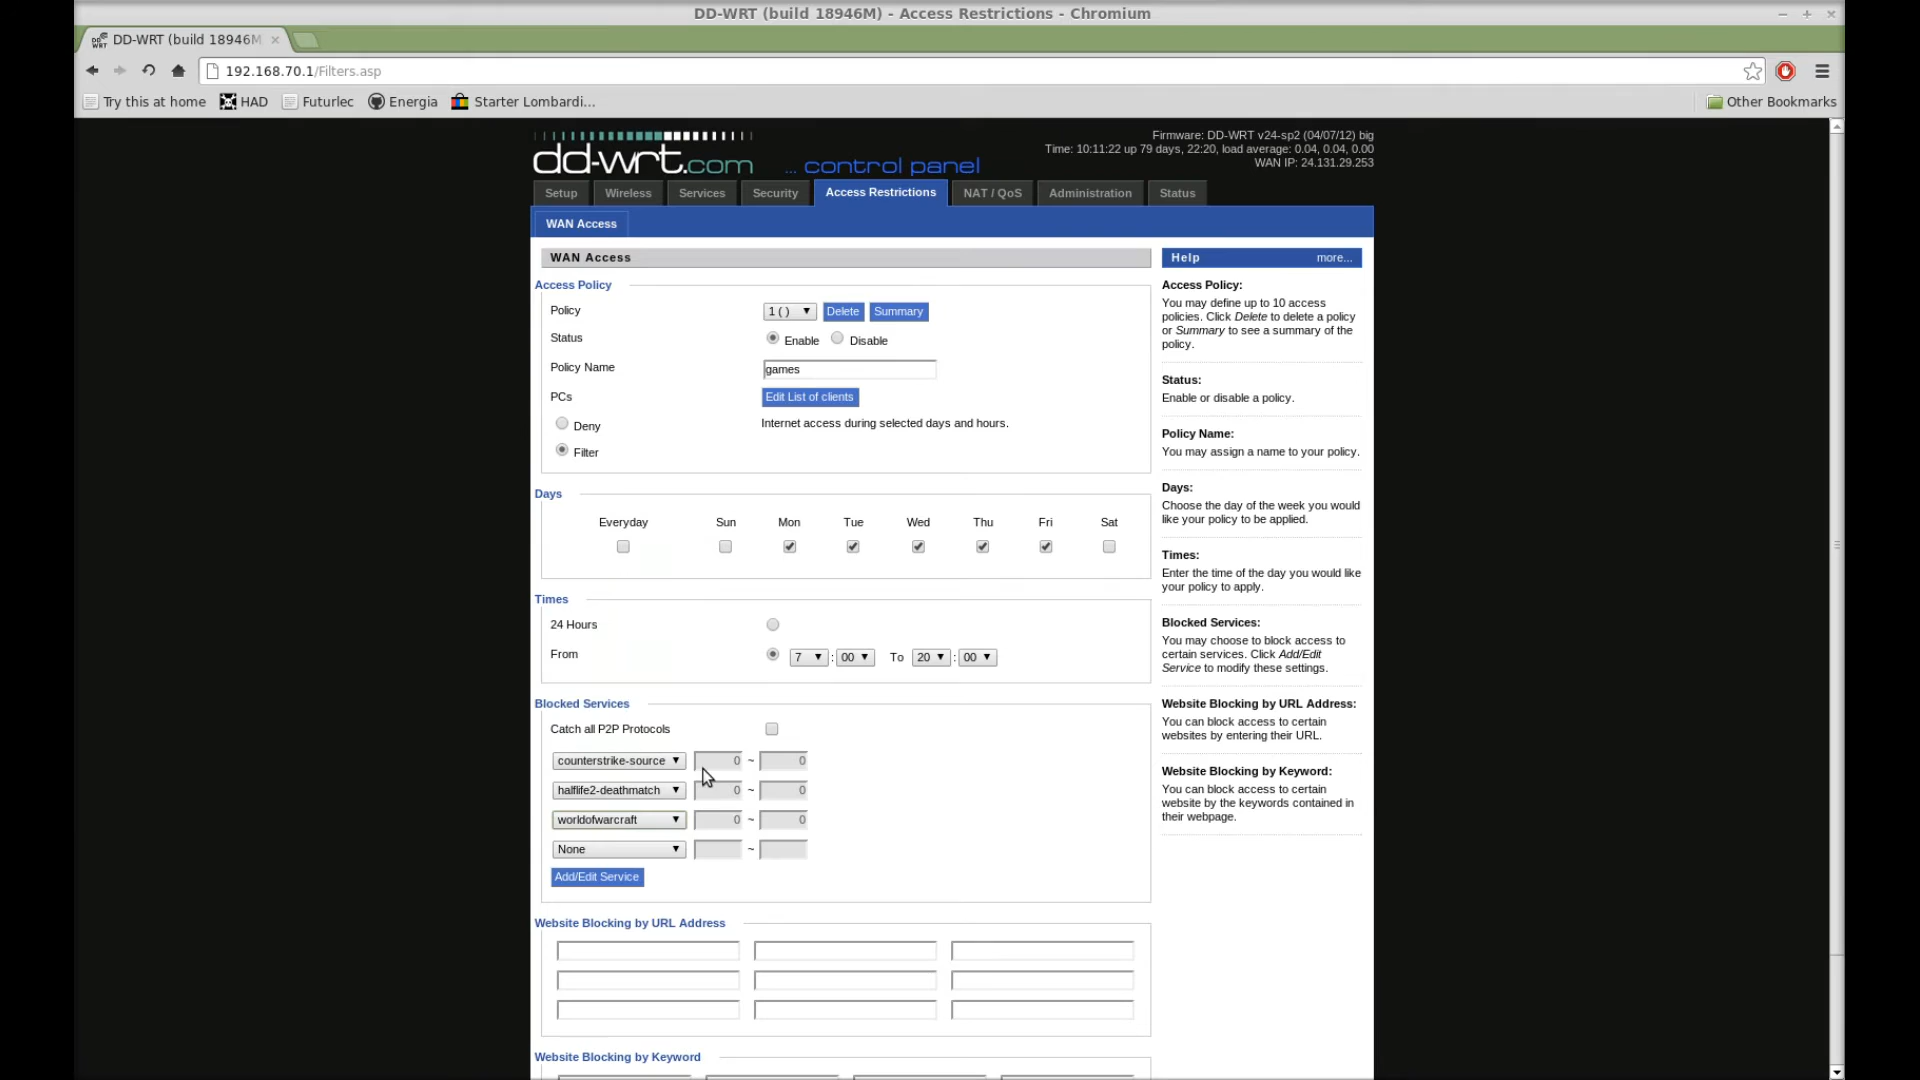 DD-WRT (build 18946M) - Access Restrictions - Chromium
DD-WRT (build 18946M
192.168.70.1/Filters.asp
Try this at home HAD Futurlec Energia Starter Lombardi... Other Bookmarks
dd-wrt.com ... control panel
Firmware: DD-WRT v24-sp2 (04/07/12) big
Time: 10:11:22 up 79 days, 22:20, load average: 0.04, 0.04, 0.00
WAN IP: 24.131.29.253
Setup Wireless Services Security Access Restrictions NAT / QoS Administration Status
WAN Access
WAN Access
Access Policy
Policy 1 ( ) Delete Summary
Status Enable Disable
Policy Name games
PCs Edit List of clients
Deny Internet access during selected days and hours.
Filter
Days
Everyday Sun Mon Tue Wed Thu Fri Sat
Times
24 Hours
From 7 : 00 To 20 : 00
Blocked Services
Catch all P2P Protocols
counterstrike-source 0 ~ 0
halflife2-deathmatch 0 ~ 0
worldofwarcraft 0 ~ 0
None ~
Add/Edit Service
Website Blocking by URL Address
Website Blocking by Keyword
Help more...
Access Policy:
You may define up to 10 access
policies. Click Delete to delete a policy
or Summary to see a summary of the
policy.
Status:
Enable or disable a policy.
Policy Name:
You may assign a name to your policy.
Days:
Choose the day of the week you would
like your policy to be applied.
Times:
Enter the time of the day you would like
your policy to apply.
Blocked Services:
You may choose to block access to
certain services. Click Add/Edit
Service to modify these settings.
Website Blocking by URL Address:
You can block access to certain
websites by entering their URL.
Website Blocking by Keyword:
You can block access to certain
website by the keywords contained in
their webpage.